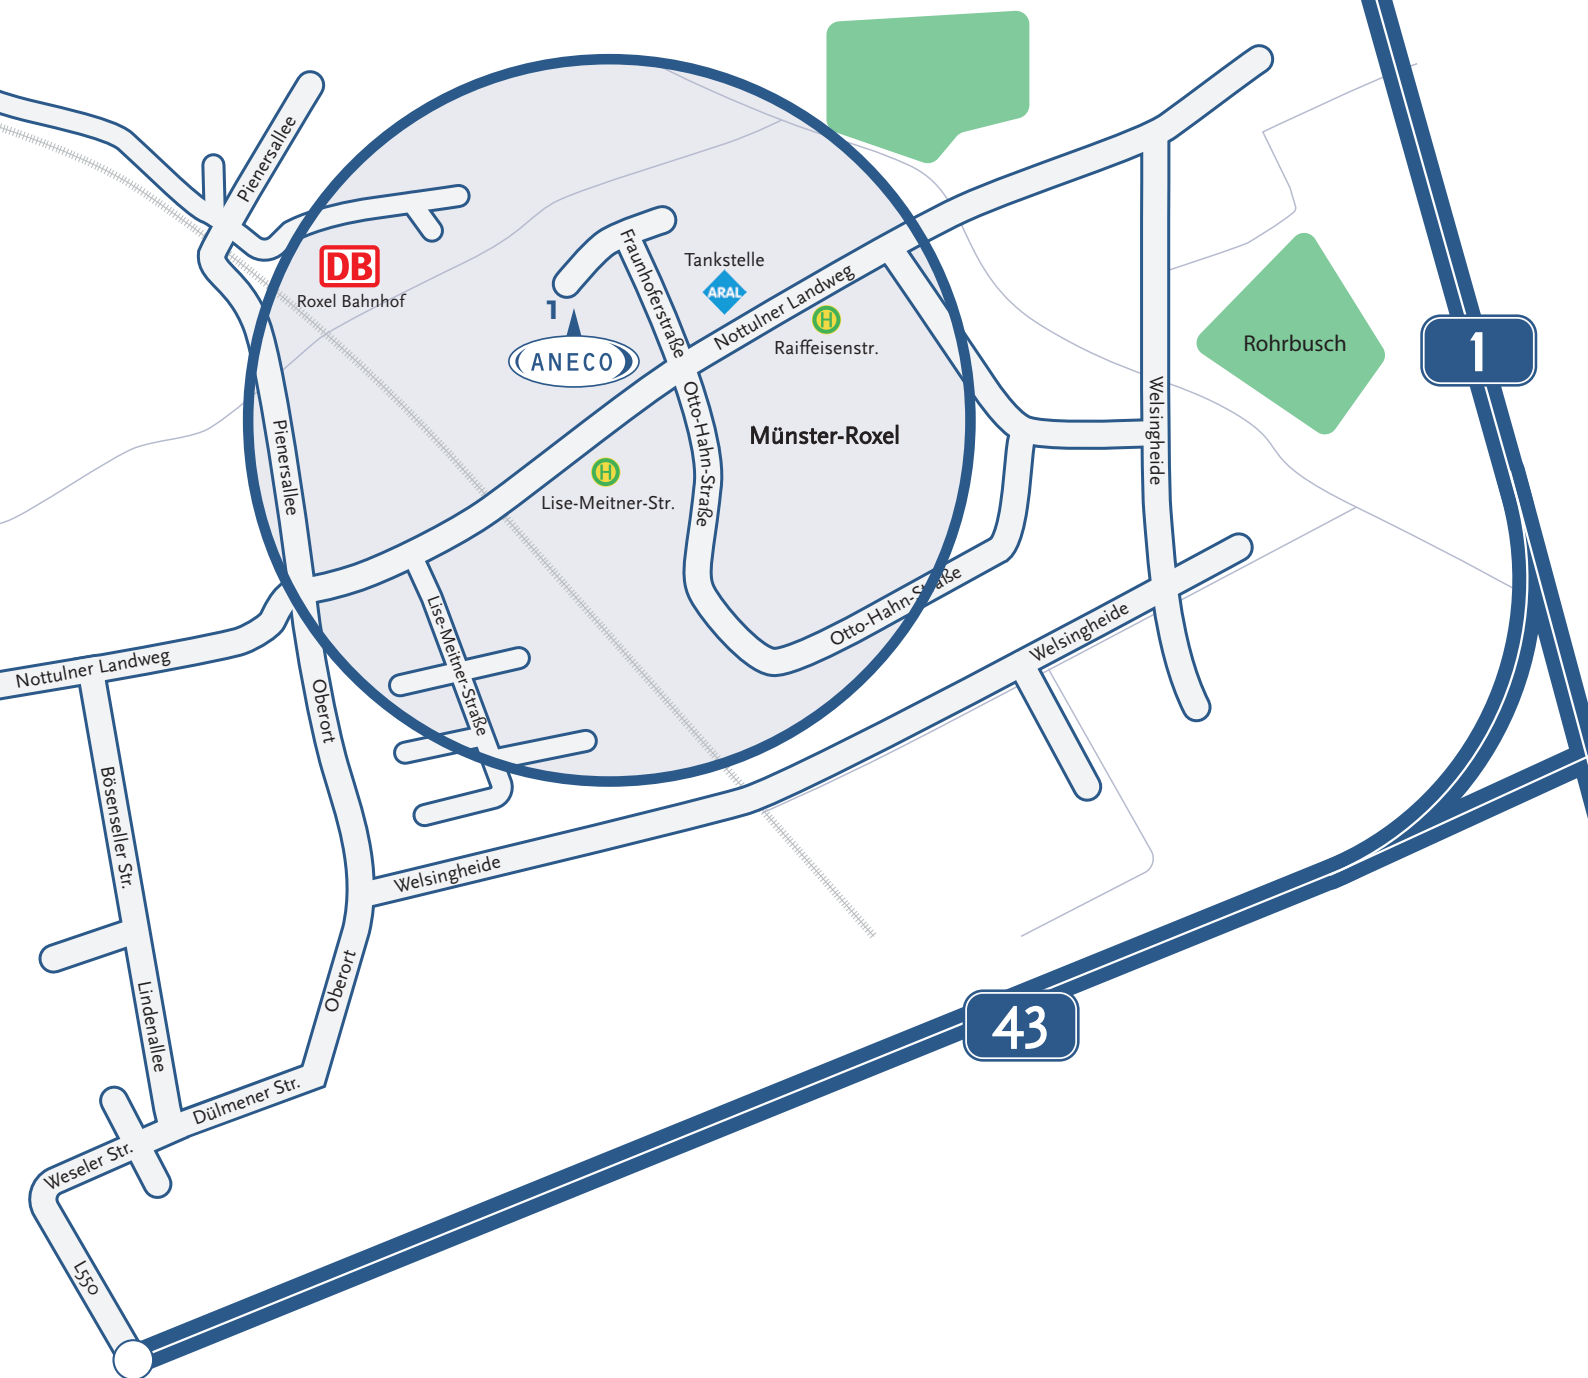 Pienersallee
DB
Roxel Bahnhof
Fraunhoferstraße
Tankstelle
ARAL
Nottulner Landweg
H
Raiffeisenstr.
1
ANECO
Rohrbusch
1
Pienersallee
Otto-Hahn-Straße
Münster-Roxel
Welsingheide
H
Lise-Meitner-Str.
Otto-Hahn-Straße
Lise-Meitner-Straße
Welsingheide
Nottulner Landweg
Oberort
Bösenseller Str.
Welsingheide
Oberort
Lindenallee
43
Dülmener Str.
Weseler Str.
L550